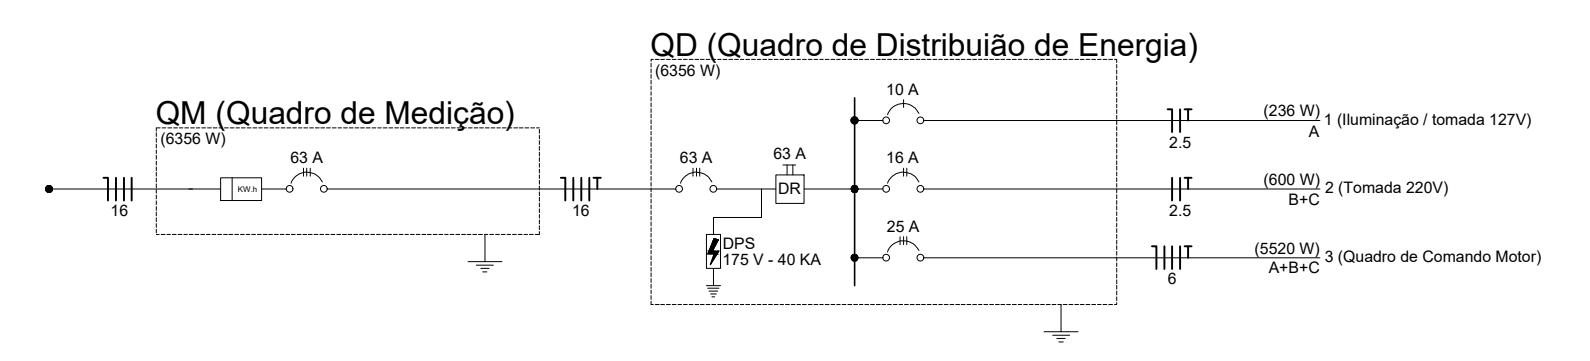 QD (Quadro de Distribuião de Energia)
(6356 W)
QM (Quadro de Medição)
(6356 W)
63 A
KW.h
16
16
63 A
63 A
DR
DPS
175 V - 40 KA
10 A
16 A
25 A
2.5
(236 W)
A
1 (Iluminação / tomada 127V)
2.5
(600 W)
B+C
2 (Tomada 220V)
6
(5520 W)
A+B+C
3 (Quadro de Comando Motor)